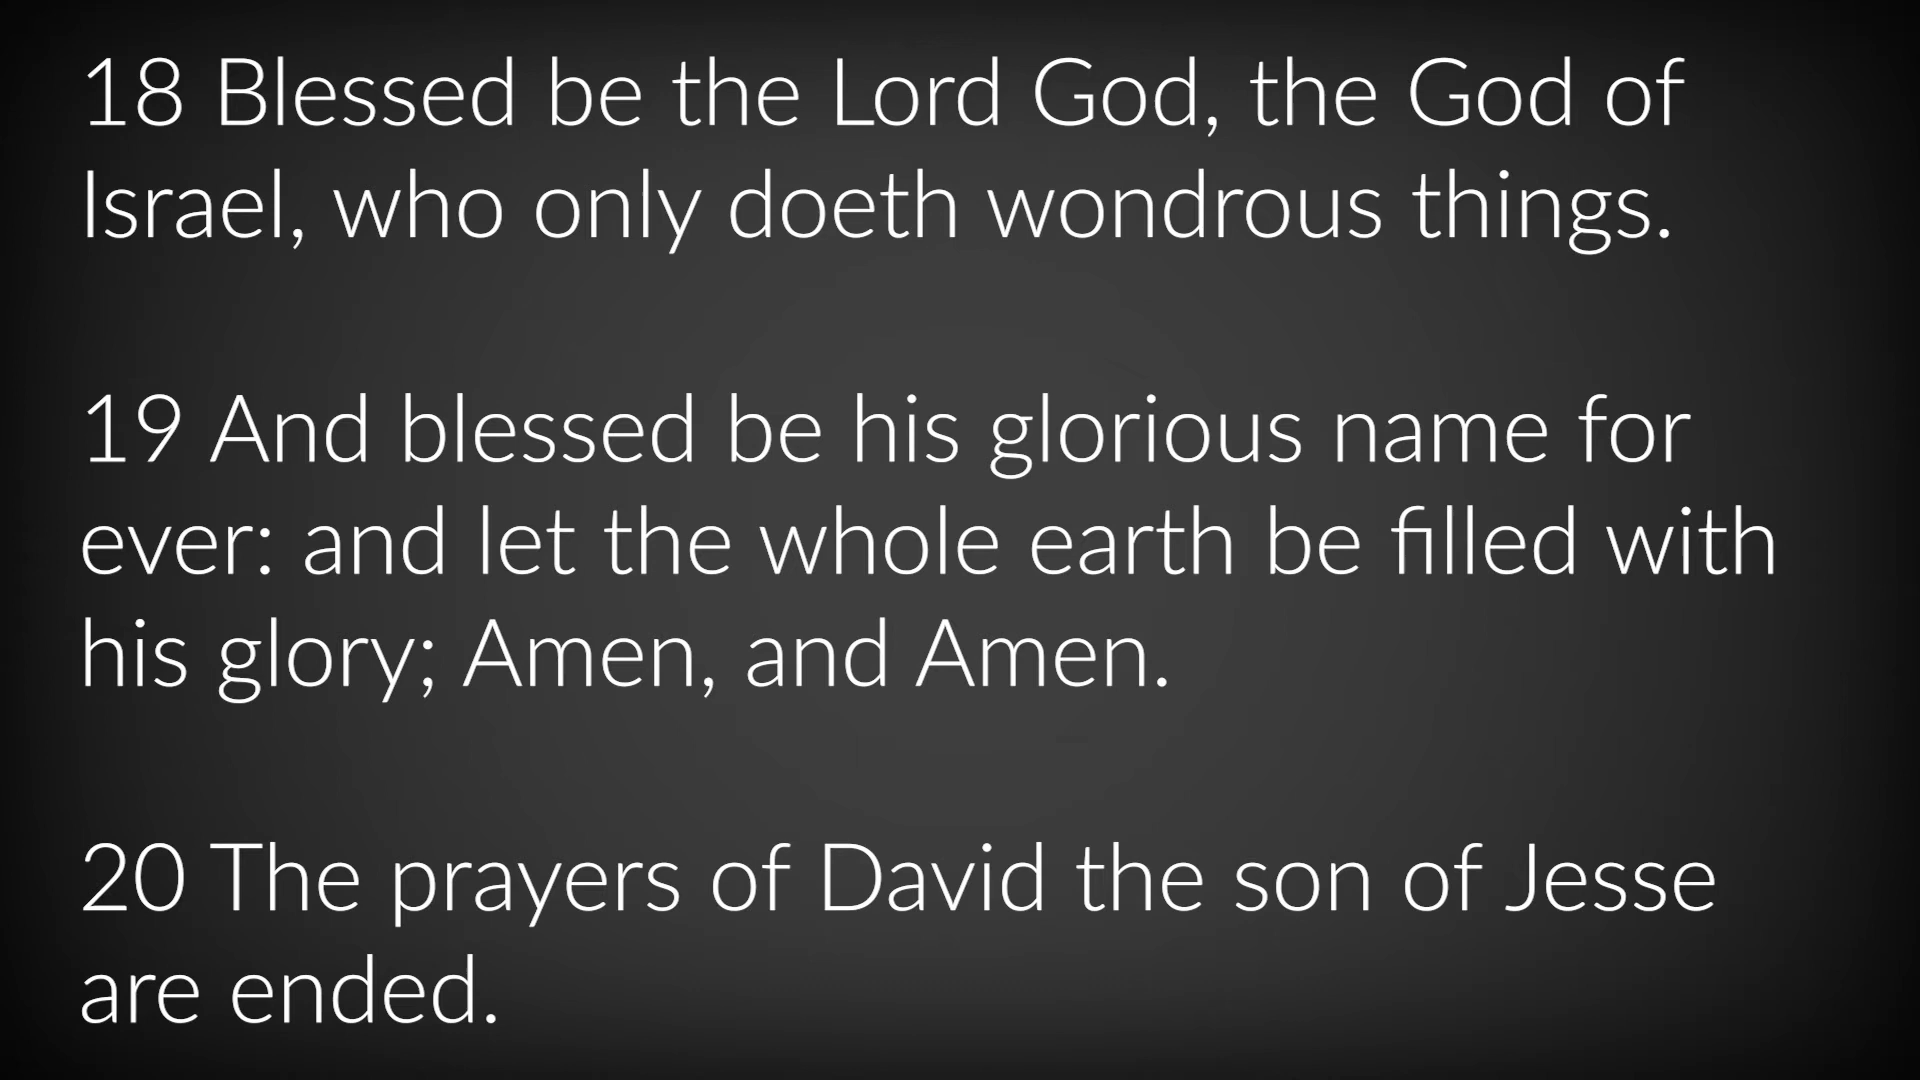 18 Blessed be the Lord God, the God of
Israel, who only doeth wondrous things.
19 And blessed be his glorious name for
ever: and let the whole earth be filled with
his glory; Amen, and Amen.
20 The prayers of David the son of Jesse
are ended.